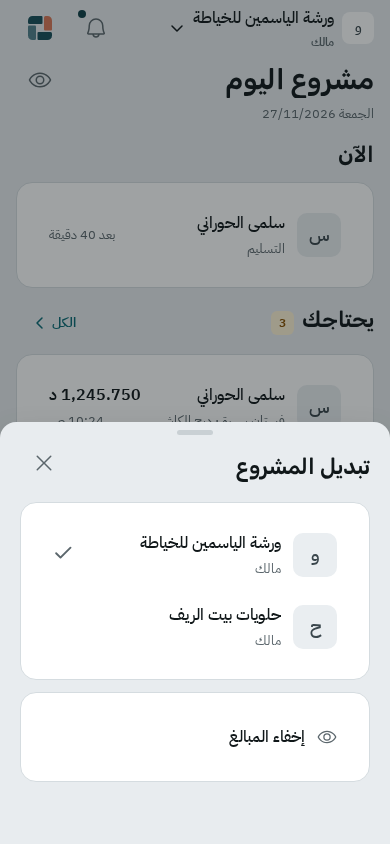 و
ورشة الياسمين للخياطة
مالك
مشروع اليوم
الجمعة 27/11/2026
الآن
س
سلمى الحوراني
التسليم
بعد 40 دقيقة
يحتاجك
3
الكل
س
سلمى الحوراني
1,245.750 د
تبديل المشروع
و
ورشة الياسمين للخياطة
مالك
ح
حلويات بيت الريف
مالك
إخفاء المبالغ